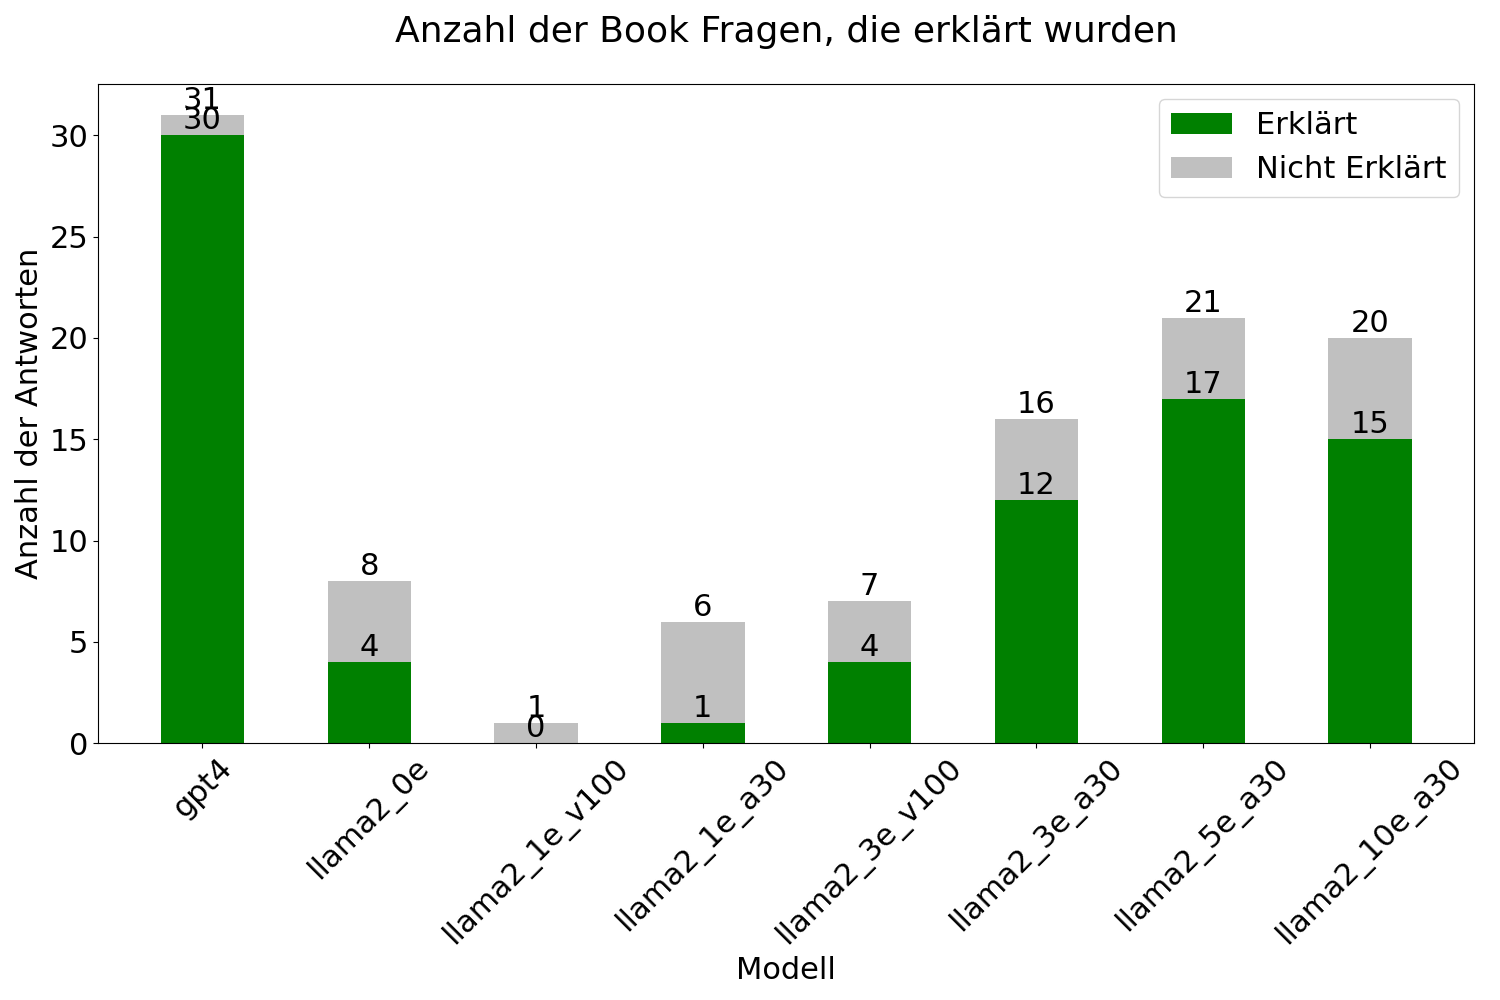 Anzahl der Book Fragen, die erklärt wurden
Erklärt
Nicht Erklärt
Anzahl der Antworten
30
25
20
15
10
5
0
31
30
8
4
1
0
6
1
7
4
16
12
21
17
20
15
gpt4
llama2_0e
llama2_1e_v100
llama2_1e_a30
llama2_3e_v100
llama2_3e_a30
llama2_5e_a30
llama2_10e_a30
Modell